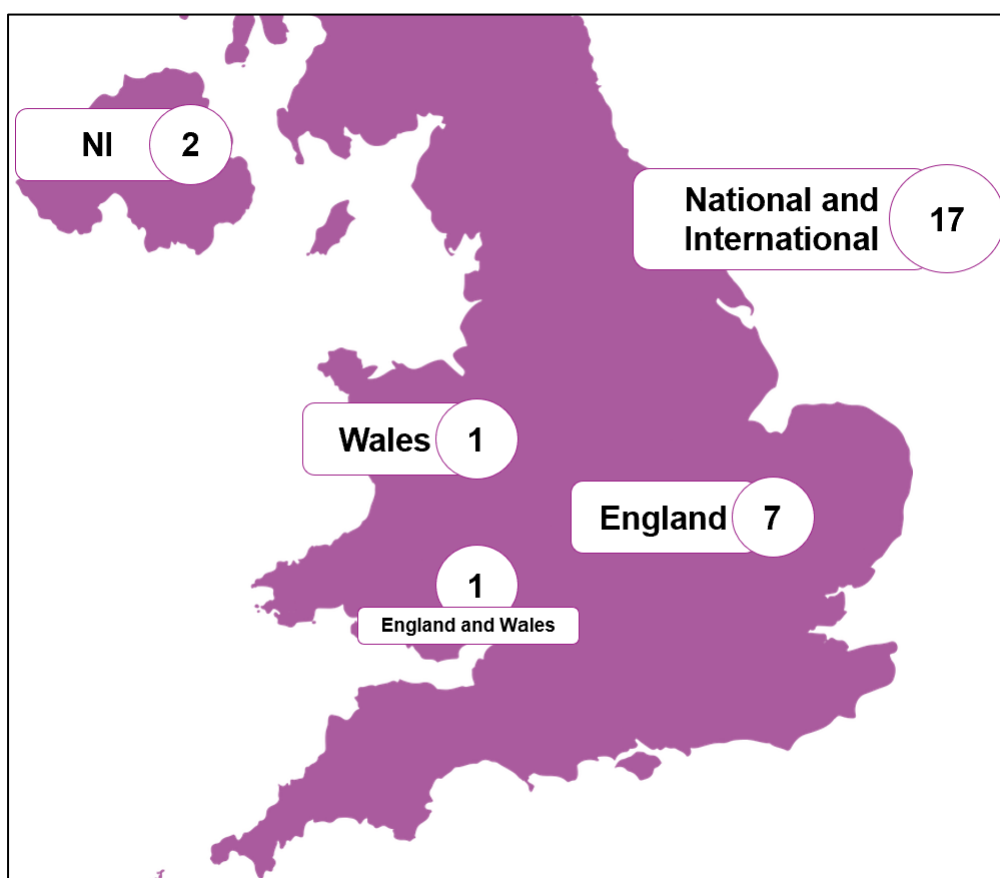 NI 2
National and
International 17
Wales 1
England 7
1
England and Wales